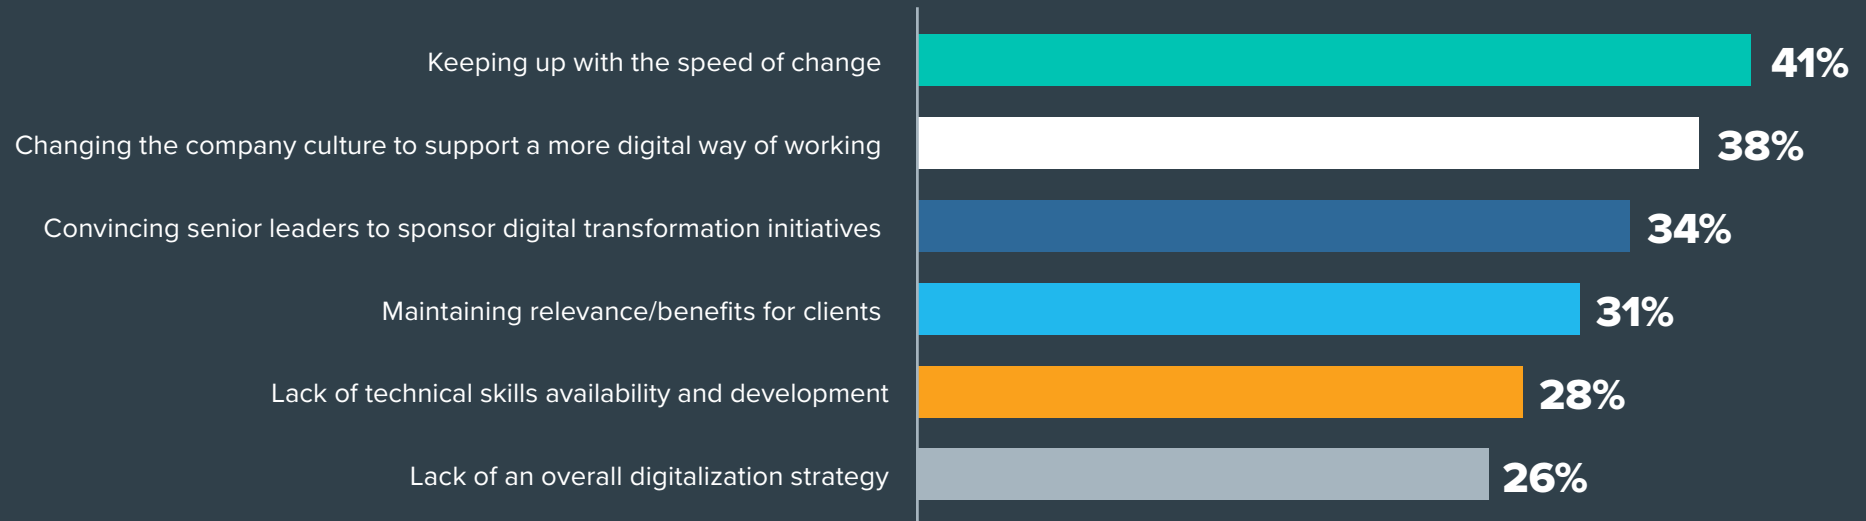 Keeping up with the speed of change 41%
Changing the company culture to support a more digital way of working 38%
Convincing senior leaders to sponsor digital transformation initiatives 34%
Maintaining relevance/benefits for clients 31%
Lack of technical skills availability and development 28%
Lack of an overall digitalization strategy 26%